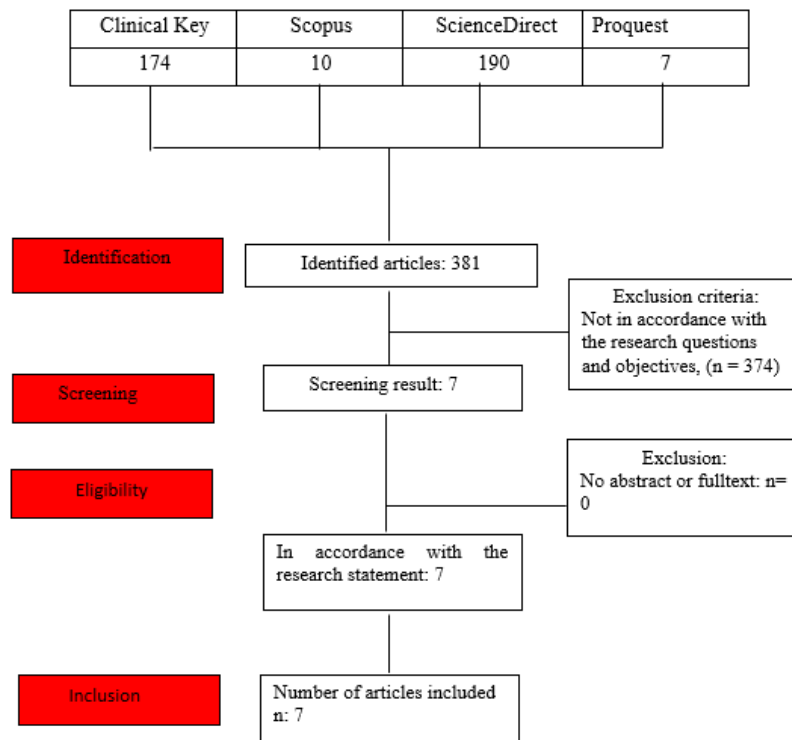 Clinical Key Scopus ScienceDirect Proquest
174 10 190 7
Identification
Identified articles: 381
Exclusion criteria:
Not in accordance with
the research questions
and objectives, (n = 374)
Screening
Screening result: 7
Eligibility
Exclusion:
No abstract or fulltext: n=
0
In accordance with the
research statement: 7
Inclusion
Number of articles included
n: 7